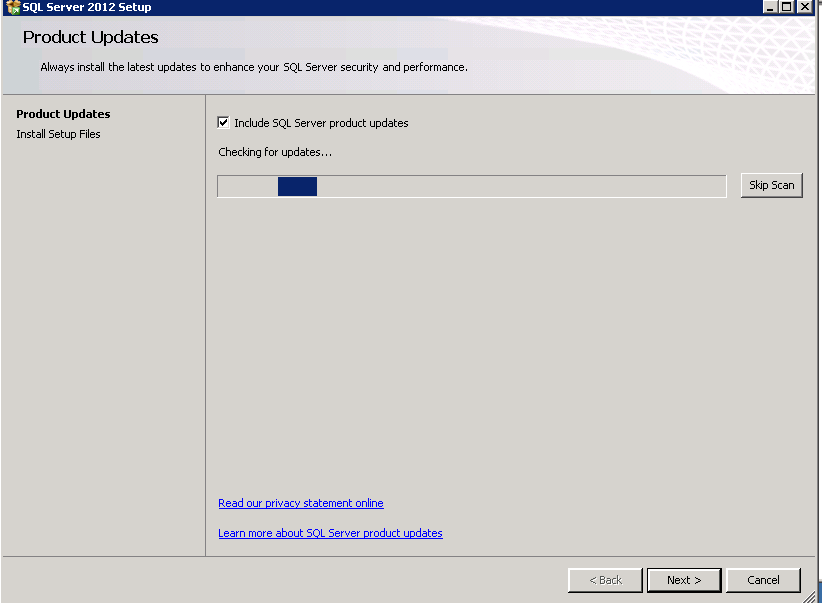 SQL Server 2012 Setup
Product Updates
Always install the latest updates to enhance your SQL Server security and performance.
Product Updates
Install Setup Files
Include SQL Server product updates
Checking for updates...
Skip Scan
Read our privacy statement online
Learn more about SQL Server product updates
< Back
Next >
Cancel